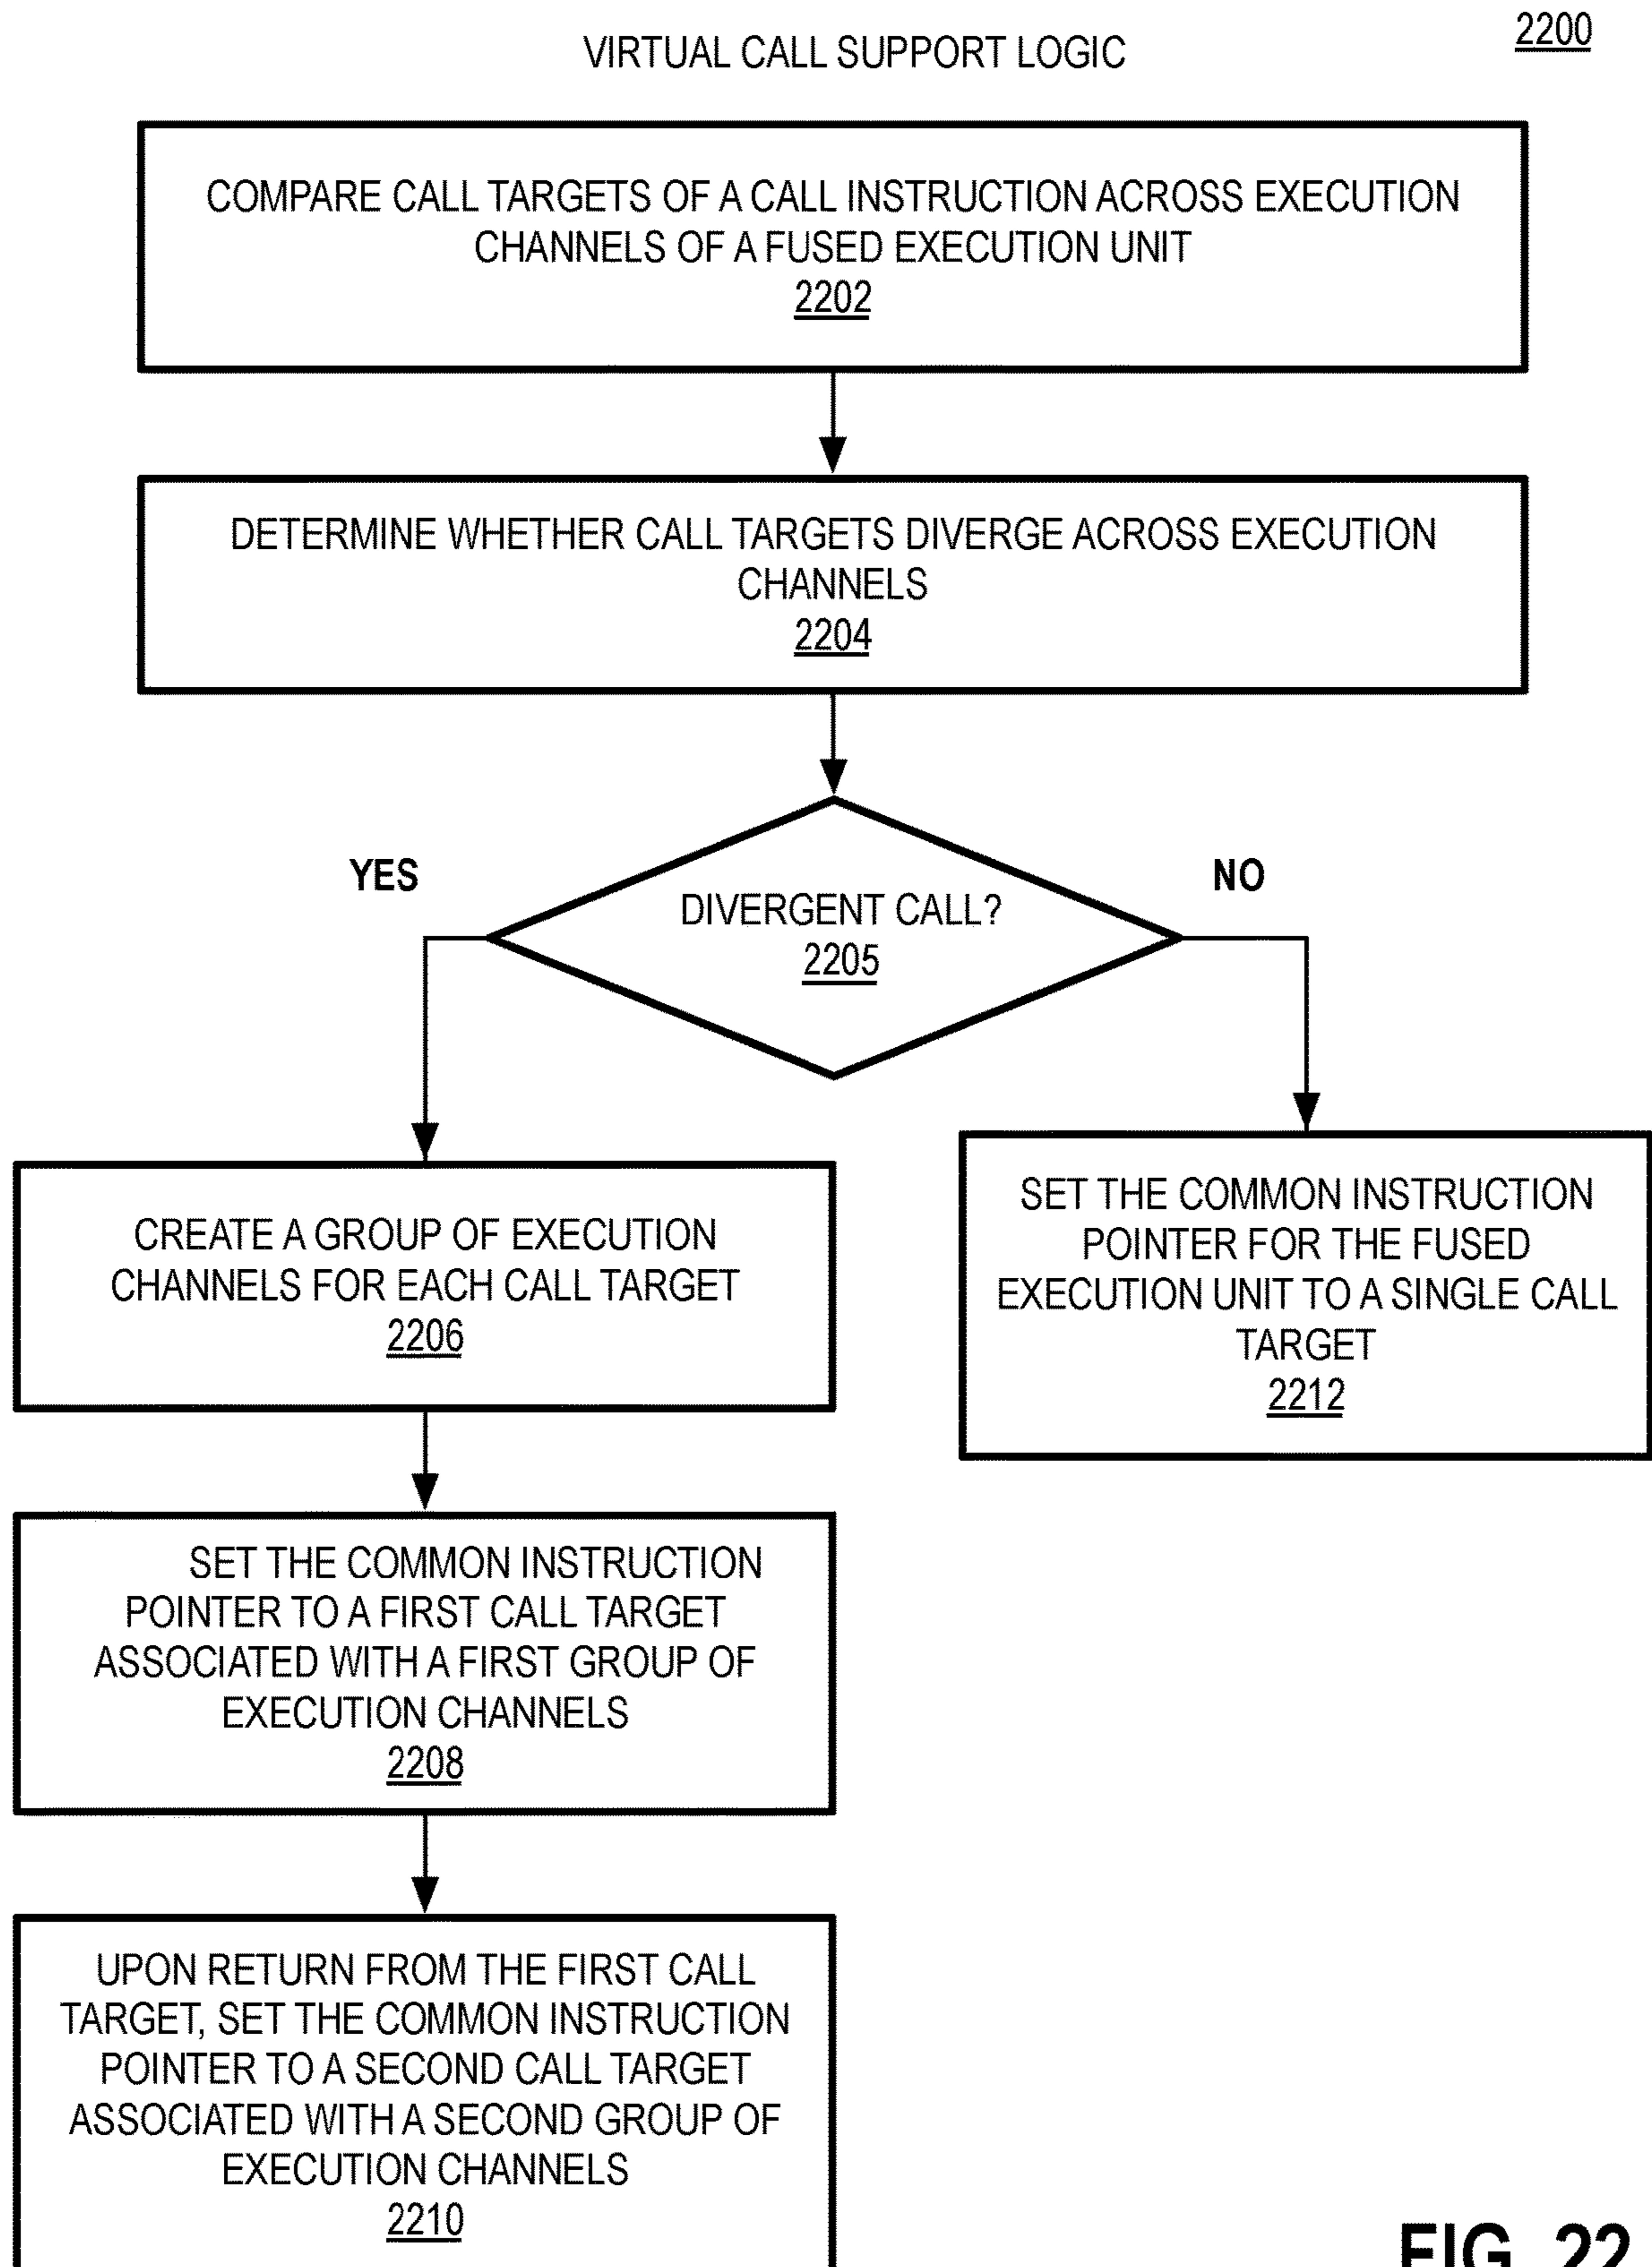 2200
VIRTUAL CALL SUPPORT LOGIC
COMPARE CALL TARGETS OF A CALL INSTRUCTION ACROSS EXECUTION
CHANNELS OF A FUSED EXECUTION UNIT
2202
DETERMINE WHETHER CALL TARGETS DIVERGE ACROSS EXECUTION
CHANNELS
2204
YES
NO
DIVERGENT CALL?
2205
CREATE A GROUP OF EXECUTION
CHANNELS FOR EACH CALL TARGET
2206
SET THE COMMON INSTRUCTION
POINTER FOR THE FUSED
EXECUTION UNIT TO A SINGLE CALL
TARGET
2212
SET THE COMMON INSTRUCTION
POINTER TO A FIRST CALL TARGET
ASSOCIATED WITH A FIRST GROUP OF
EXECUTION CHANNELS
2208
UPON RETURN FROM THE FIRST CALL
TARGET, SET THE COMMON INSTRUCTION
POINTER TO A SECOND CALL TARGET
ASSOCIATED WITH A SECOND GROUP OF
EXECUTION CHANNELS
2210
FIG. 22